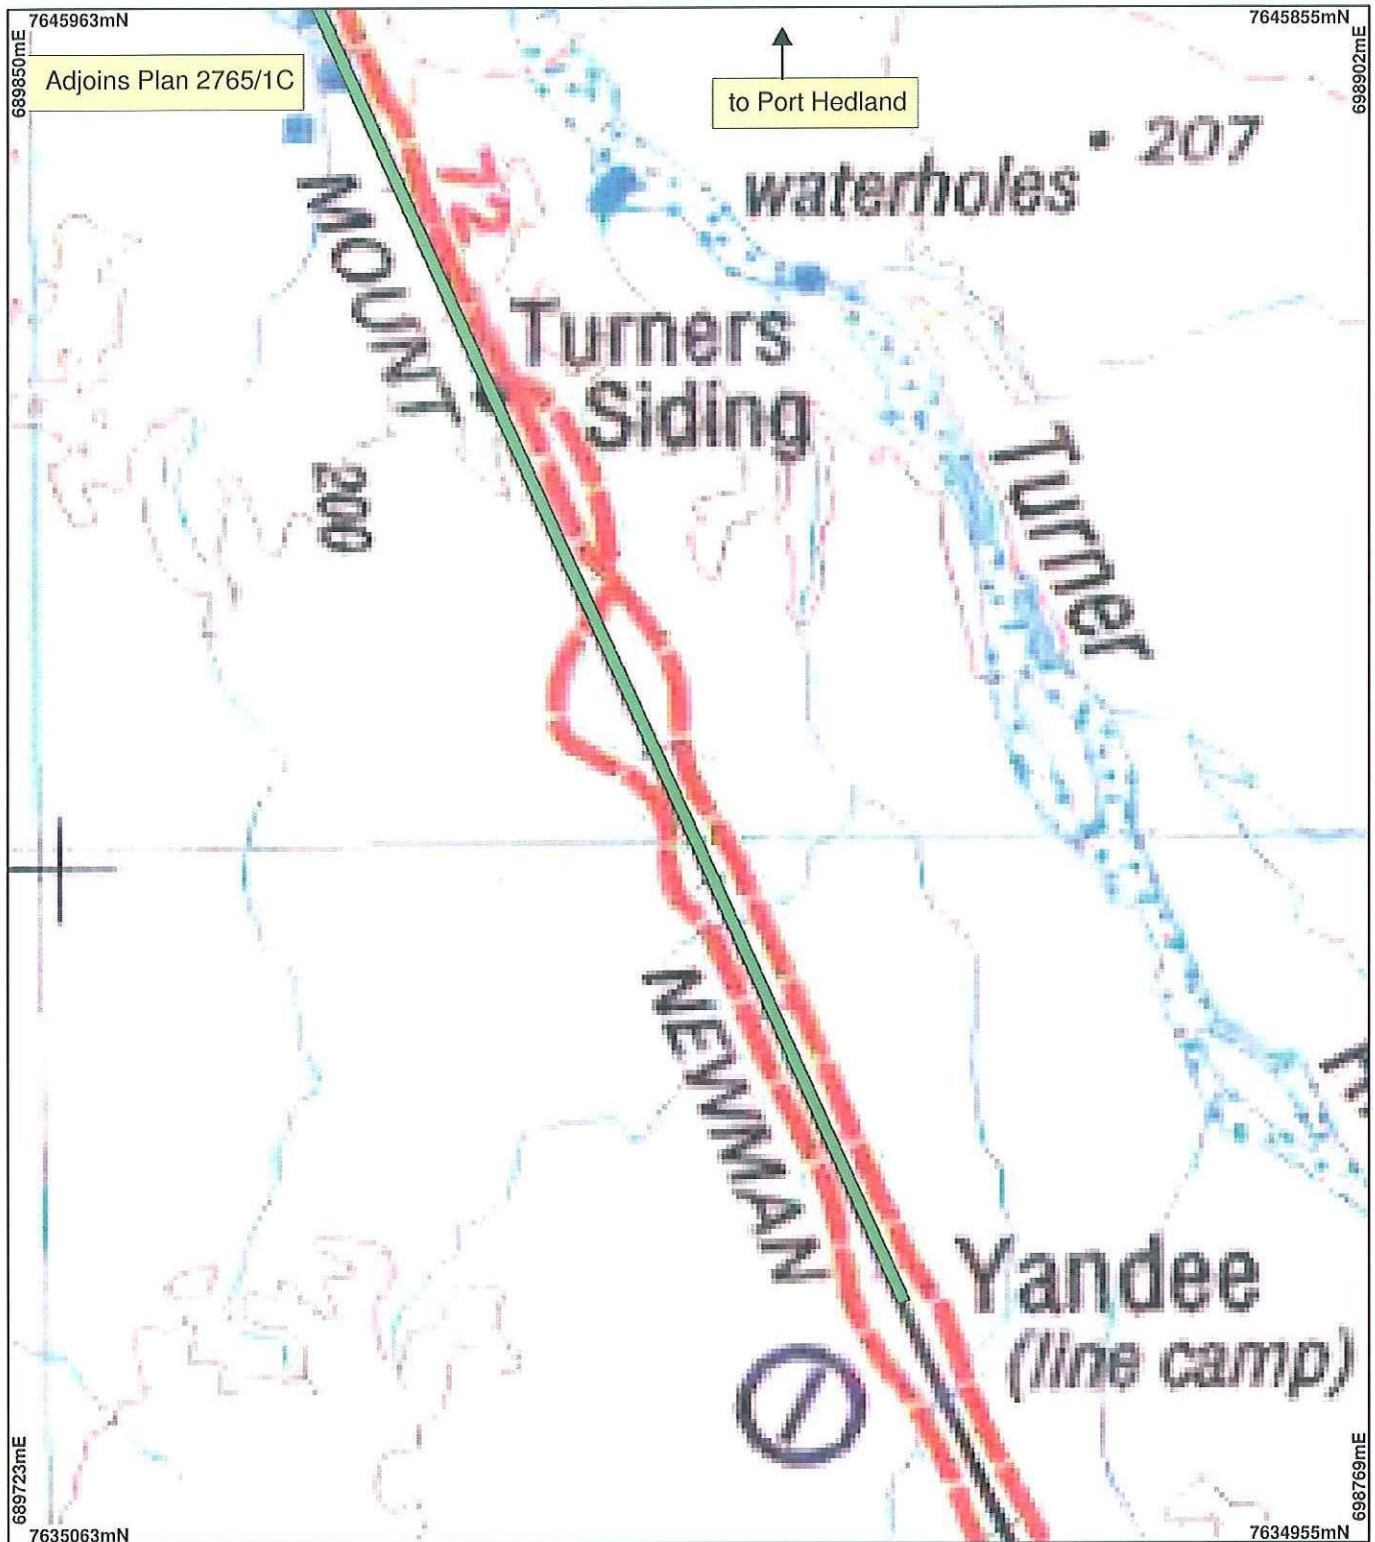 7645963mN
7645855mN
689850mE
698902mE
Adjoins Plan 2765/1C
to Port Hedland
207
waterholes
72
MOUNT
Turners
Siding
200
Turner
NEWMAN
R.
Yandee
(line camp)
689723mE
698769mE
7635063mN
7634955mN